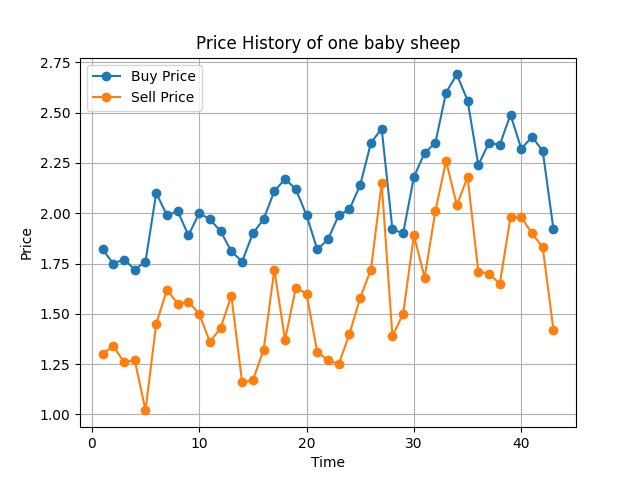 Price History of one baby sheep
Buy Price
Sell Price
2.75
2.50
2.25
2.00
1.75
1.50
1.25
1.00
Price
0 10 20 30 40
Time